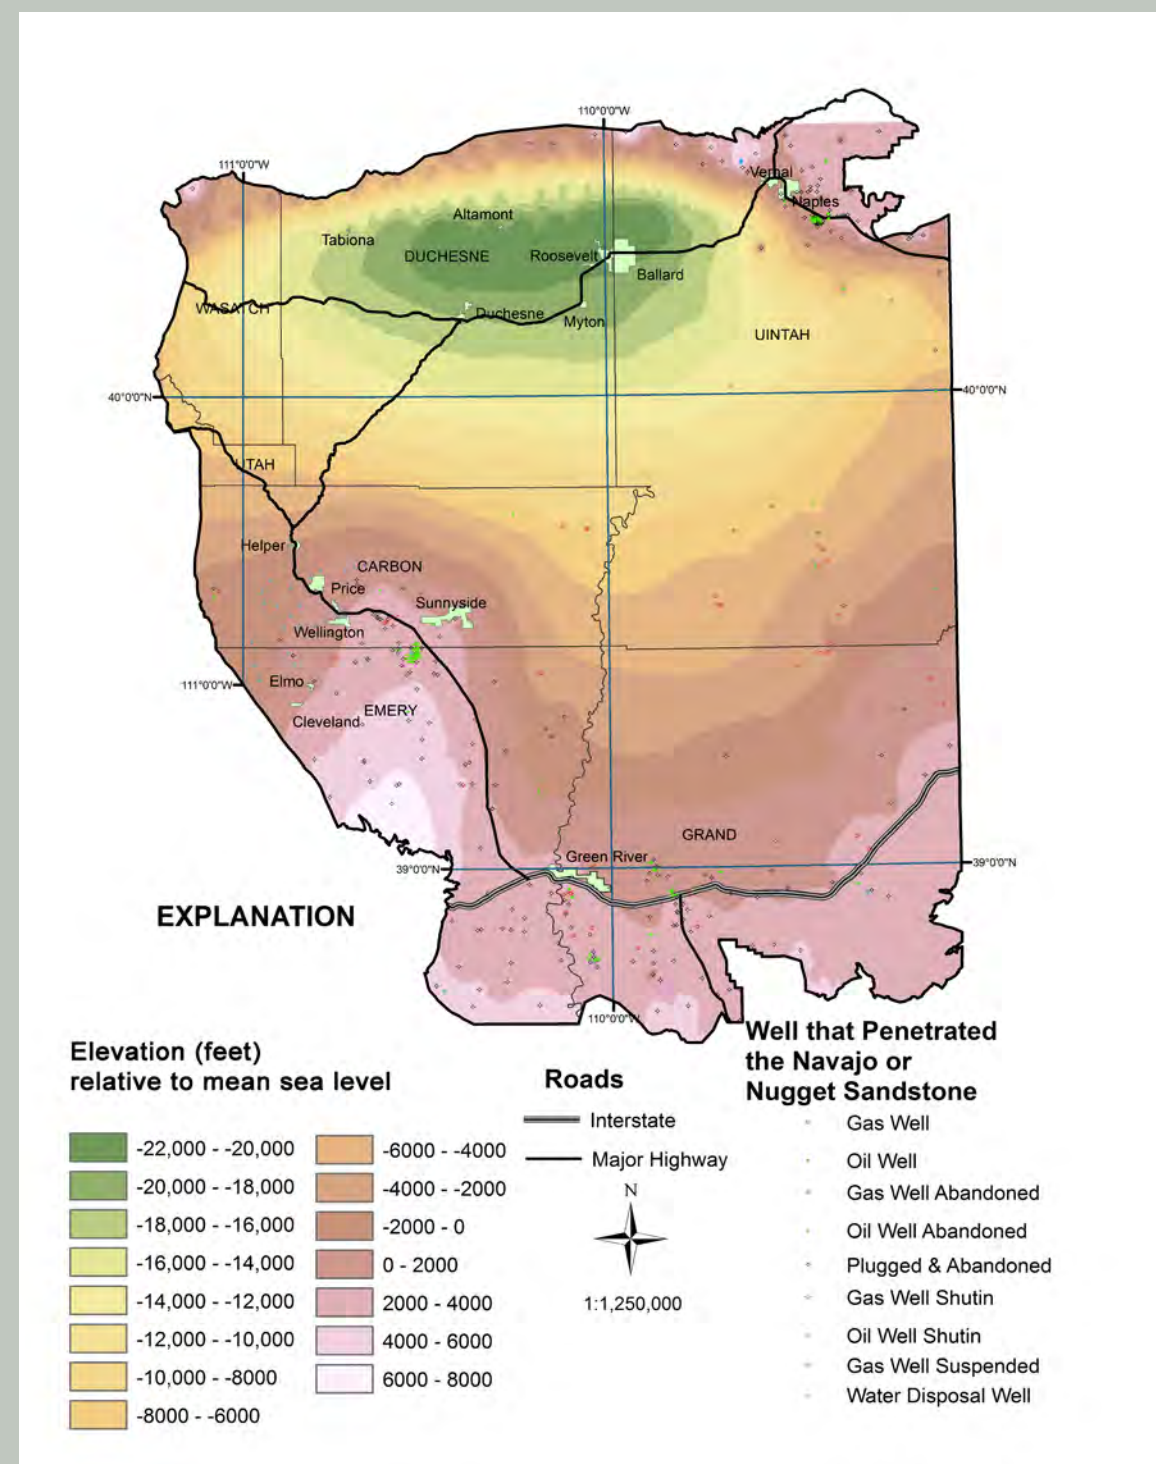 110°0'0"W
111°0'0"W
Vernal
Naples
Altamont
Tabiona
DUCHESNE
Roosevelt
Ballard
WASATCH
Duchesne
Myton
UINTAH
40°0'0"N
40°0'0"N
UTAH
Helper
CARBON
Price
Sunnyside
Wellington
Elmo
111°0'0"W
EMERY
Cleveland
GRAND
Green River
39°0'0"N
39°0'0"N
110°0'0"W
EXPLANATION
Elevation (feet)
relative to mean sea level
-22,000 - -20,000
-20,000 - -18,000
-18,000 - -16,000
-16,000 - -14,000
-14,000 - -12,000
-12,000 - -10,000
-10,000 - -8000
-8000 - -6000
-6000 - -4000
-4000 - -2000
-2000 - 0
0 - 2000
2000 - 4000
4000 - 6000
6000 - 8000
Roads
Interstate
Major Highway
N
1:1,250,000
Well that Penetrated
the Navajo or
Nugget Sandstone
Gas Well
Oil Well
Gas Well Abandoned
Oil Well Abandoned
Plugged & Abandoned
Gas Well Shutin
Oil Well Shutin
Gas Well Suspended
Water Disposal Well